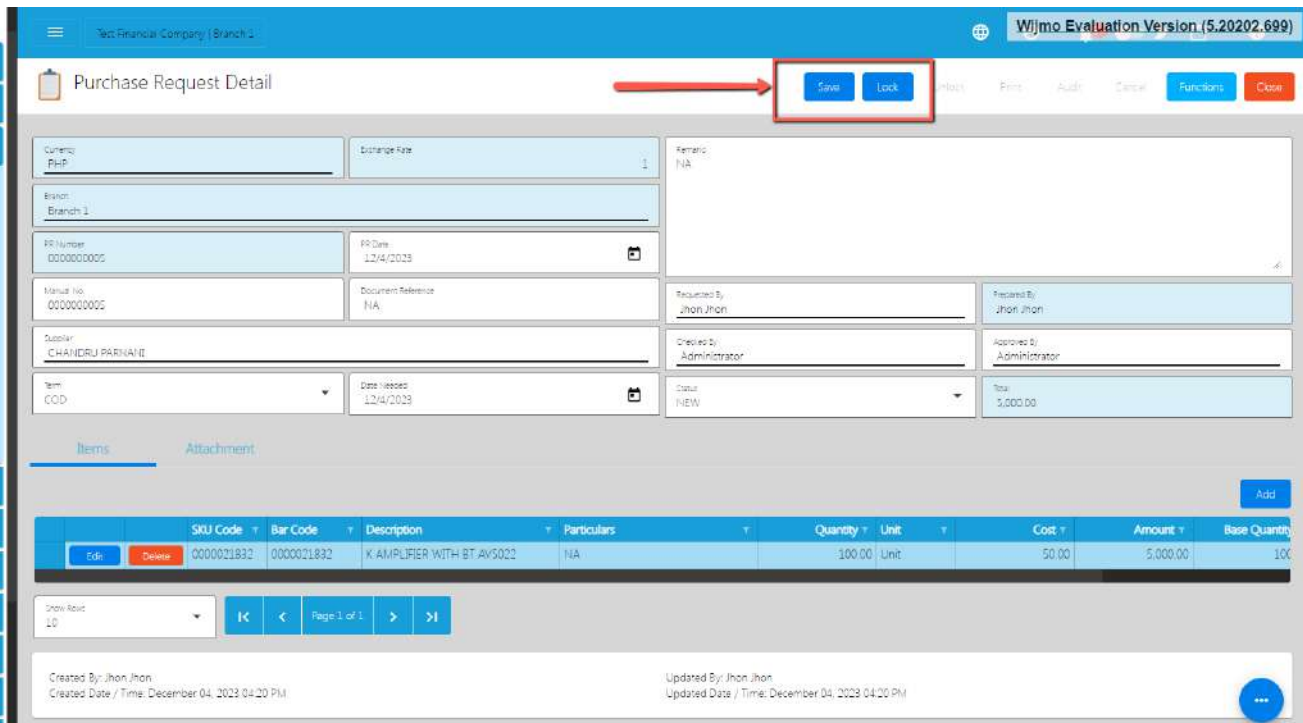 Test Financial Company | Branch 1
Wijmo Evaluation Version (5.20202.699)
Purchase Request Detail
Save Lock Unlock Print Audit Cancel Functions Close
Currency
PHP
Exchange Rate
1
Remarks
NA
Branch
Branch 1
PR Number
0000000005
PR Date
12/4/2023
Manual No.
0000000005
Document Reference
NA
Requested By
Jhon Jhon
Prepared By
Jhon Jhon
Supplier
CHANDRU PARNANI
Checked By
Administrator
Approved By
Administrator
Term
COD
Date Needed
12/4/2023
Status
NEW
Total
5,000.00
Items Attachment
Add
SKU Code Bar Code Description Particulars Quantity Unit Cost Amount Base Quantity
Edit Delete 0000021832 0000021832 K AMPLIFIER WITH BT AV5022 NA 100.00 Unit 50.00 5,000.00 100
Show Rows
10
Page 1 of 1
Created By: Jhon Jhon
Created Date / Time: December 04, 2023 04:20 PM
Updated By: Jhon Jhon
Updated Date / Time: December 04, 2023 04:20 PM